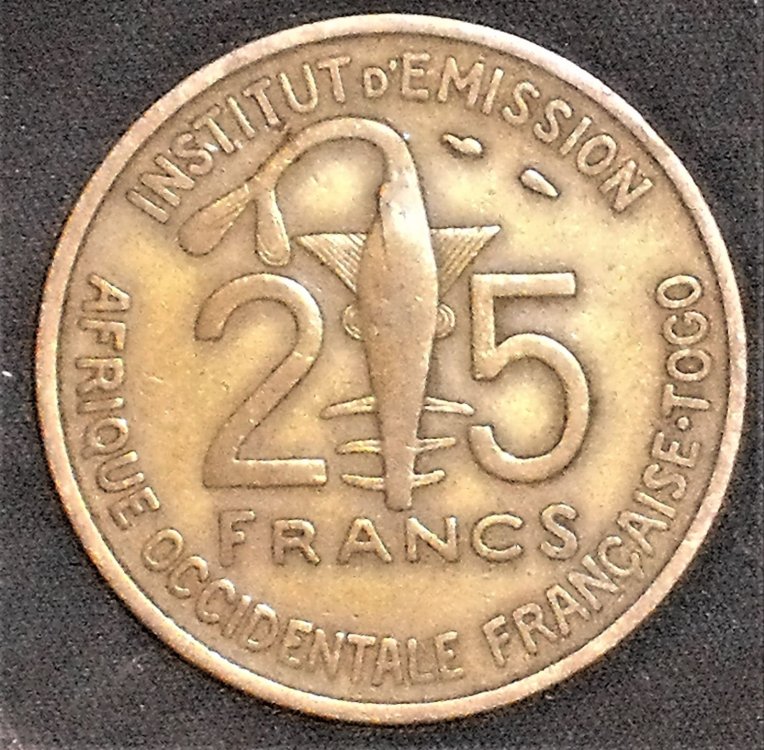 INSTITUT D'EMISSION
25
FRANCS
AFRIQUE OCCIDENTALE FRANÇAISE·TOGO